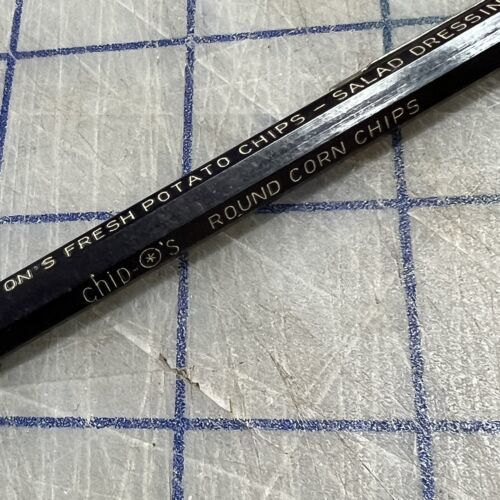 ON'S FRESH POTATO CHIPS - SALAD DRESSIN
chip-O's ROUND CORN CHIPS